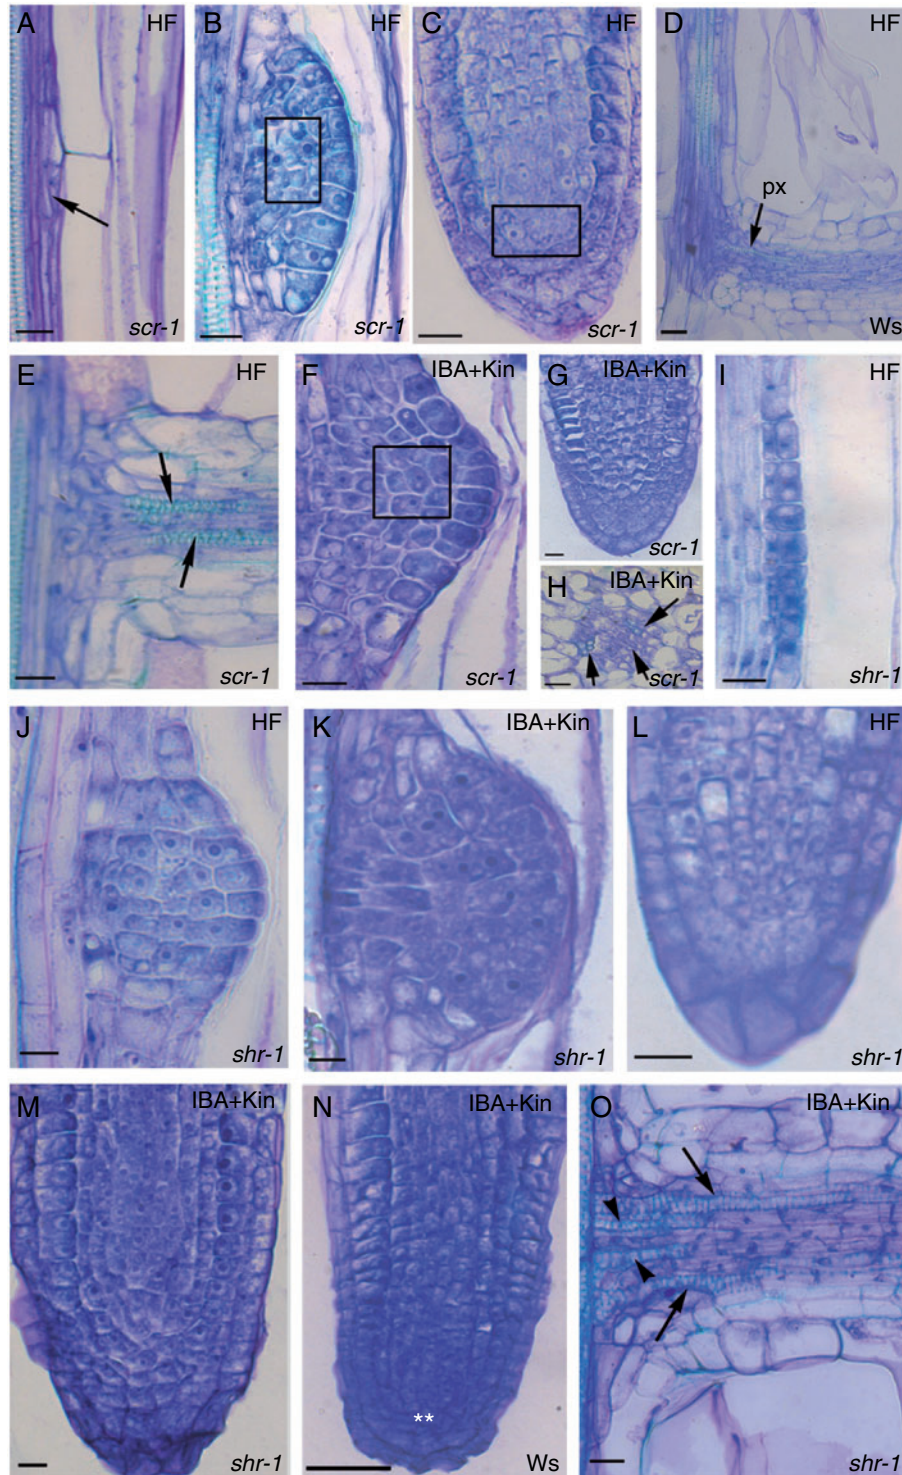 A HF
scr-1
B HF
scr-1
C HF
scr-1
D HF
px
Ws
E HF
scr-1
F IBA+Kin
scr-1
G IBA+Kin
scr-1
H IBA+Kin
scr-1
I HF
shr-1
J HF
shr-1
K IBA+Kin
shr-1
L HF
shr-1
M IBA+Kin
shr-1
N IBA+Kin
**
Ws
O IBA+Kin
shr-1